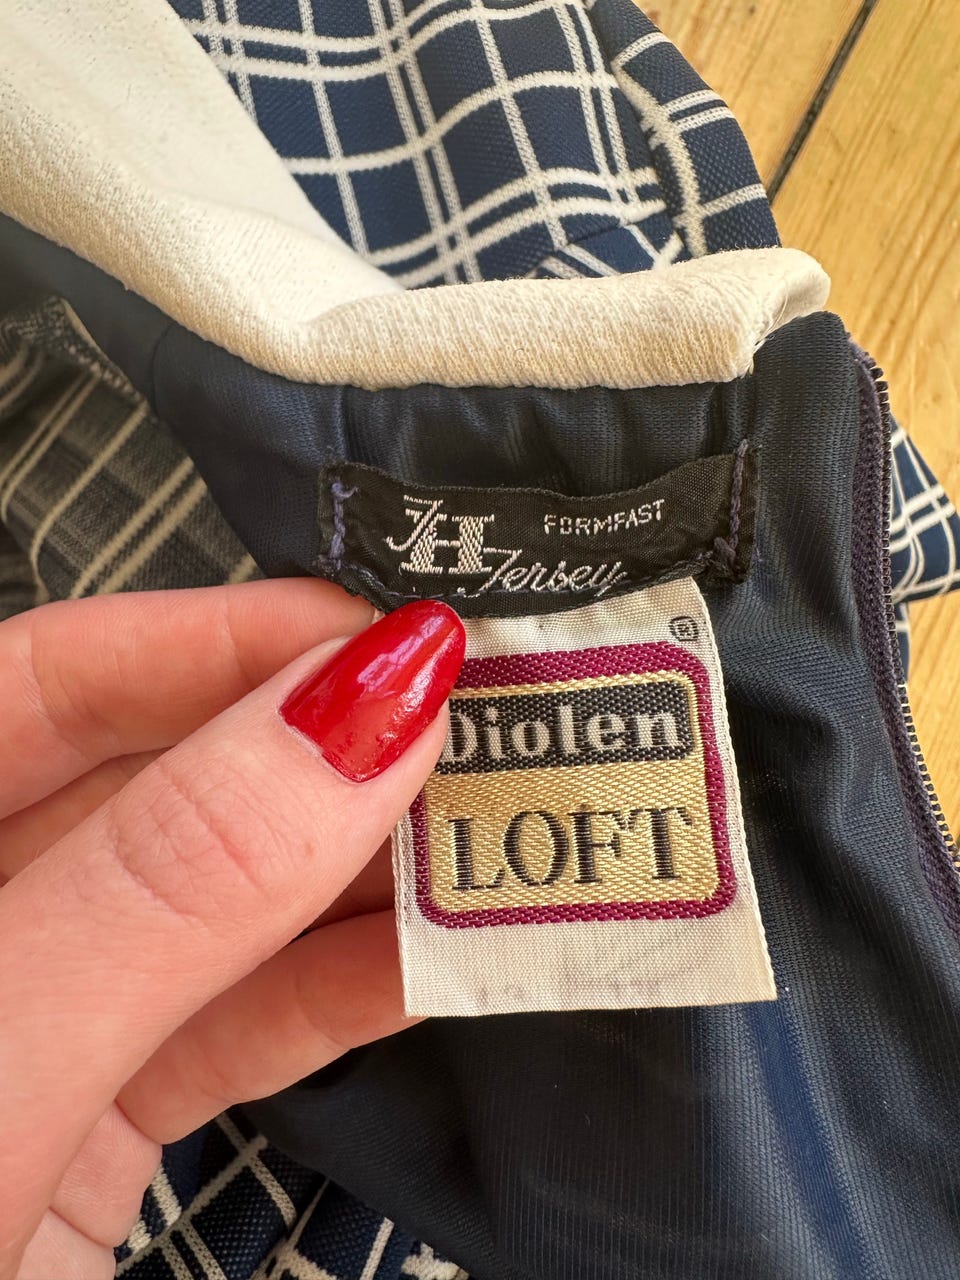 JH FORMFAST
Jersey
®
Diolen
LOFT